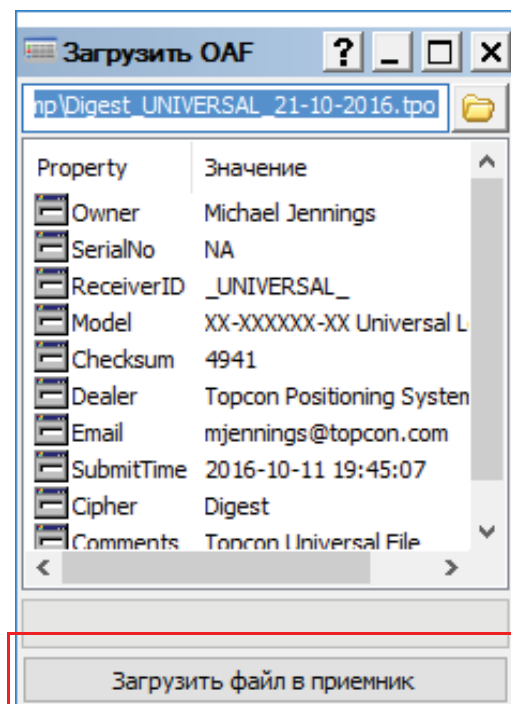 Загрузить OAF ?
mp\Digest_UNIVERSAL_21-10-2016.tpo
Property Значение
Owner Michael Jennings
SerialNo NA
ReceiverID _UNIVERSAL_
Model XX-XXXXXX-XX Universal L
Checksum 4941
Dealer Topcon Positioning System
Email mjennings@topcon.com
SubmitTime 2016-10-11 19:45:07
Cipher Digest
Comments Topcon Universal File
Загрузить файл в приемник